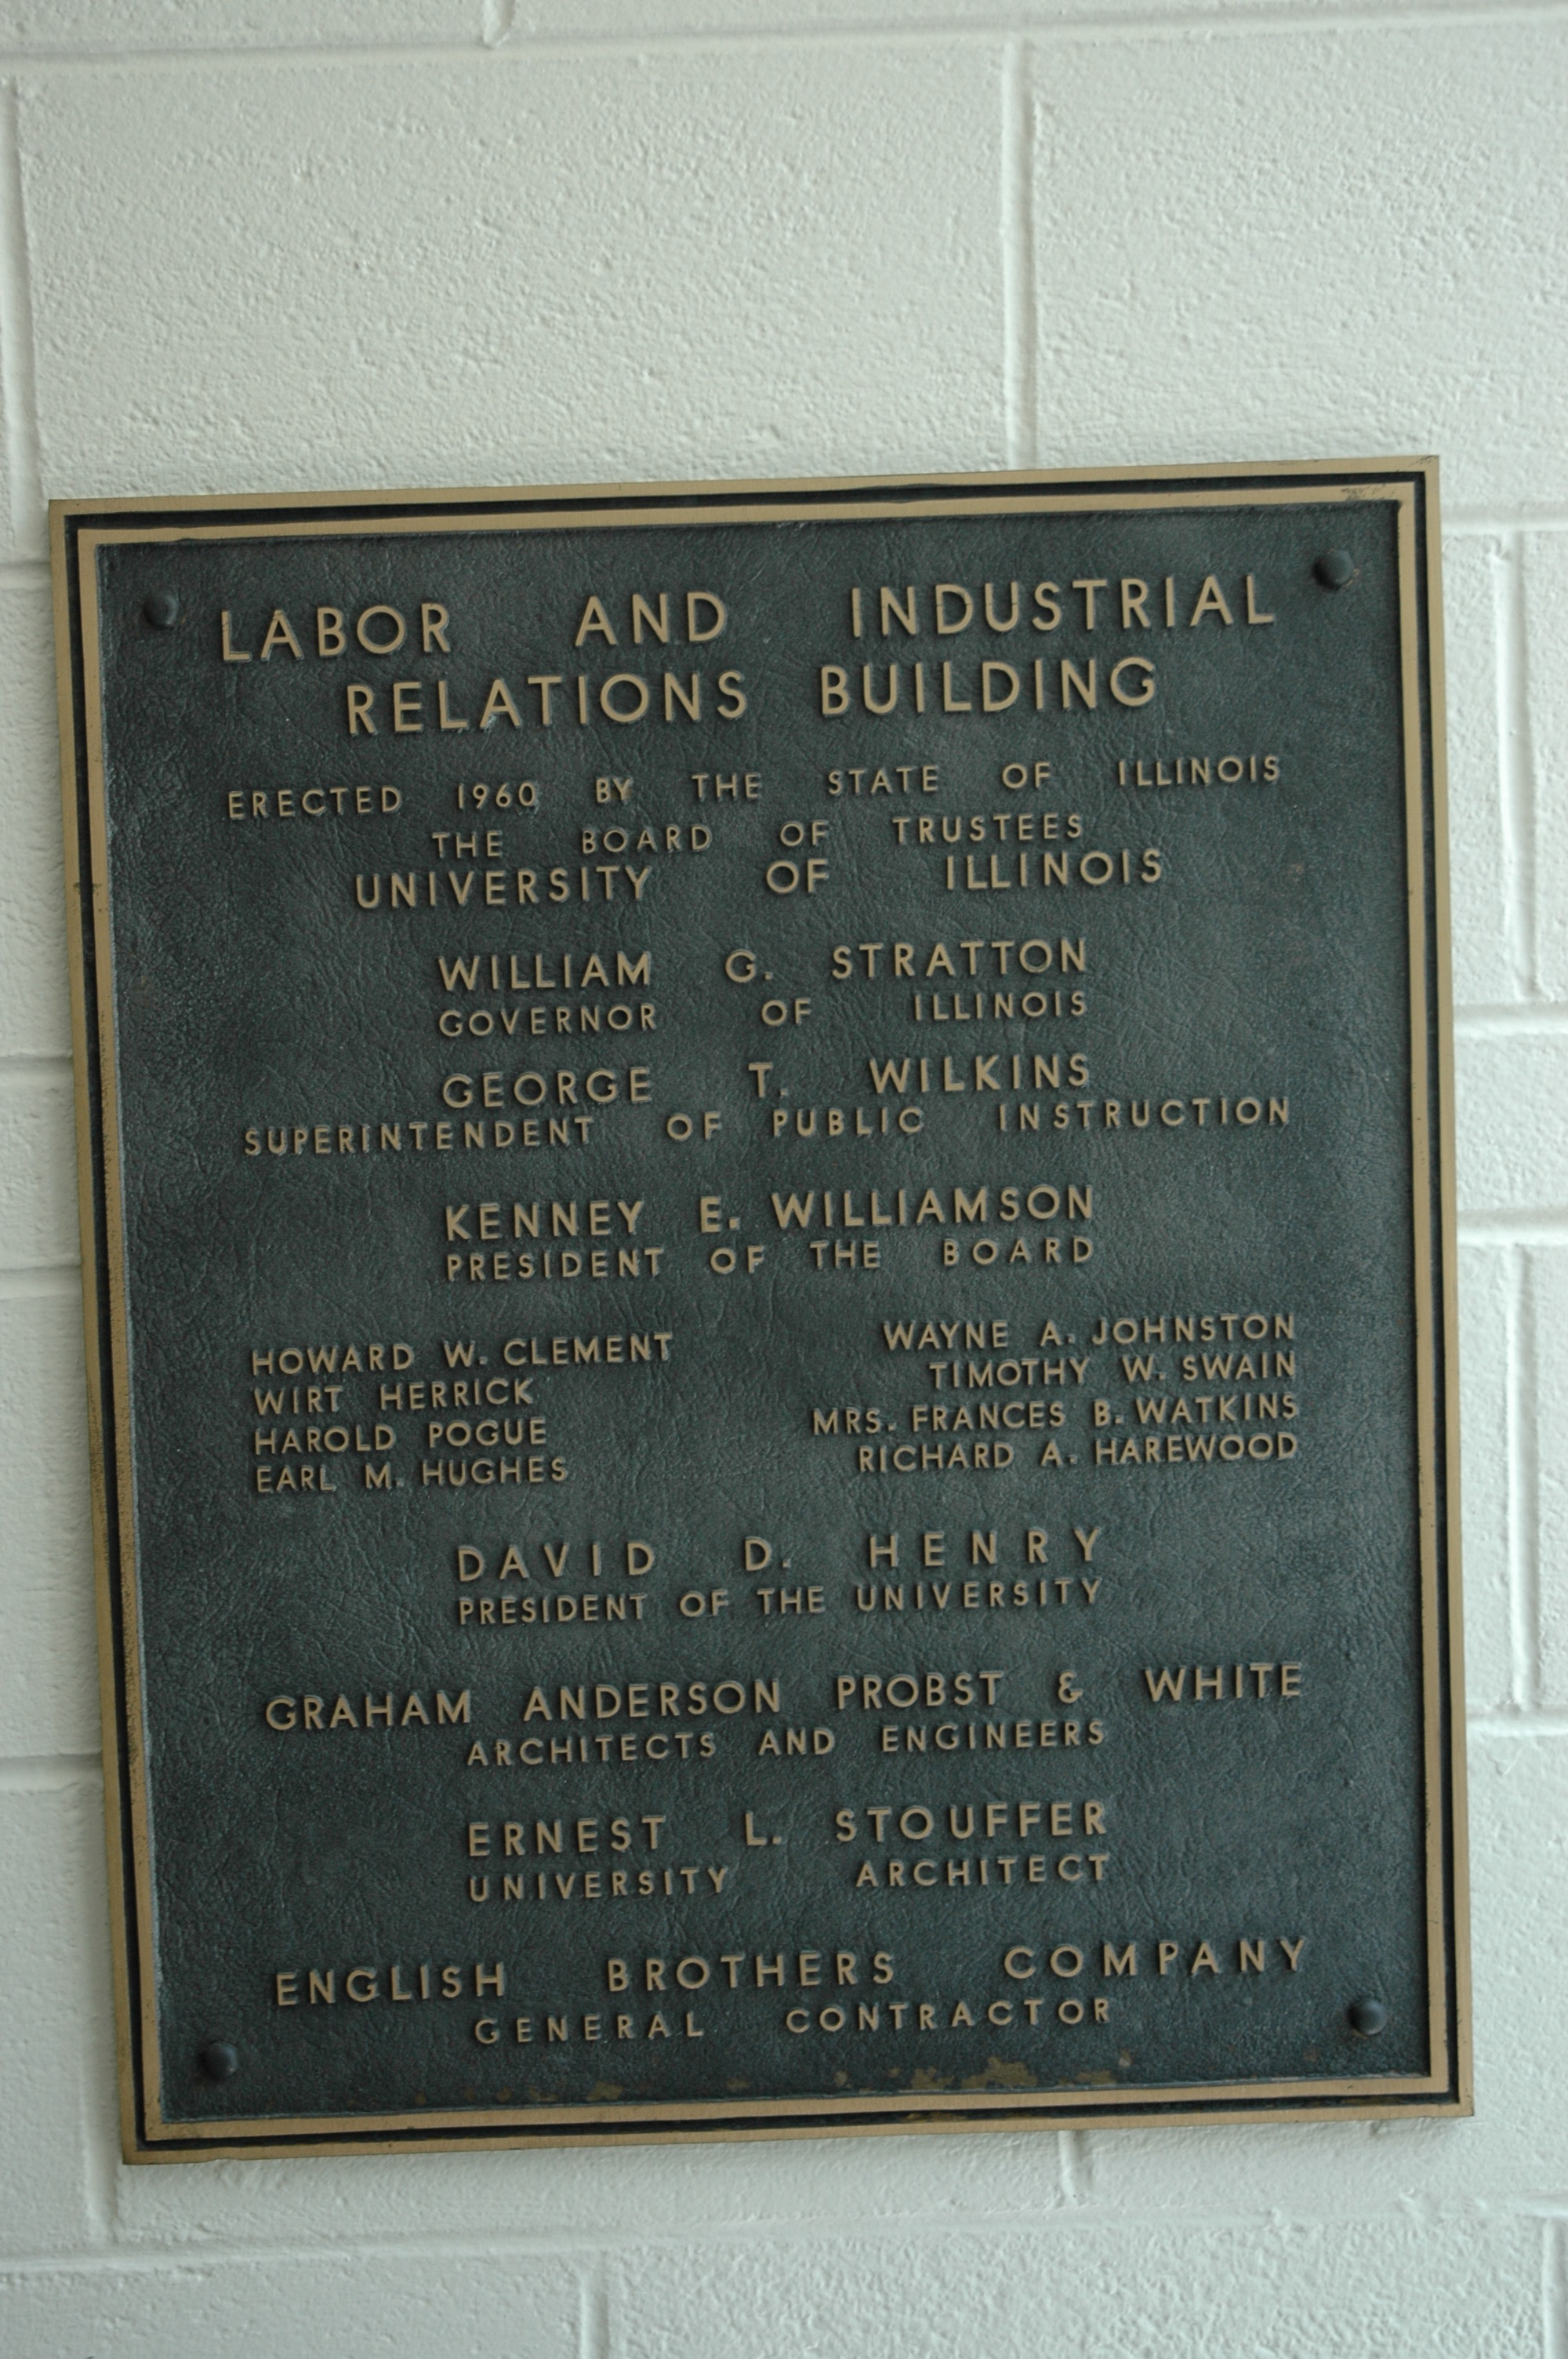 LABOR AND INDUSTRIAL
RELATIONS BUILDING
ERECTED 1960 BY THE STATE OF ILLINOIS
THE BOARD OF TRUSTEES
UNIVERSITY OF ILLINOIS
WILLIAM G. STRATTON
GOVERNOR OF ILLINOIS
GEORGE T. WILKINS
SUPERINTENDENT OF PUBLIC INSTRUCTION
KENNEY E. WILLIAMSON
PRESIDENT OF THE BOARD
HOWARD W. CLEMENT
WIRT HERRICK
HAROLD POGUE
EARL M. HUGHES
WAYNE A. JOHNSTON
TIMOTHY W. SWAIN
MRS. FRANCES B. WATKINS
RICHARD A. HAREWOOD
DAVID D. HENRY
PRESIDENT OF THE UNIVERSITY
GRAHAM ANDERSON PROBST & WHITE
ARCHITECTS AND ENGINEERS
ERNEST L. STOUFFER
UNIVERSITY ARCHITECT
ENGLISH BROTHERS COMPANY
GENERAL CONTRACTOR